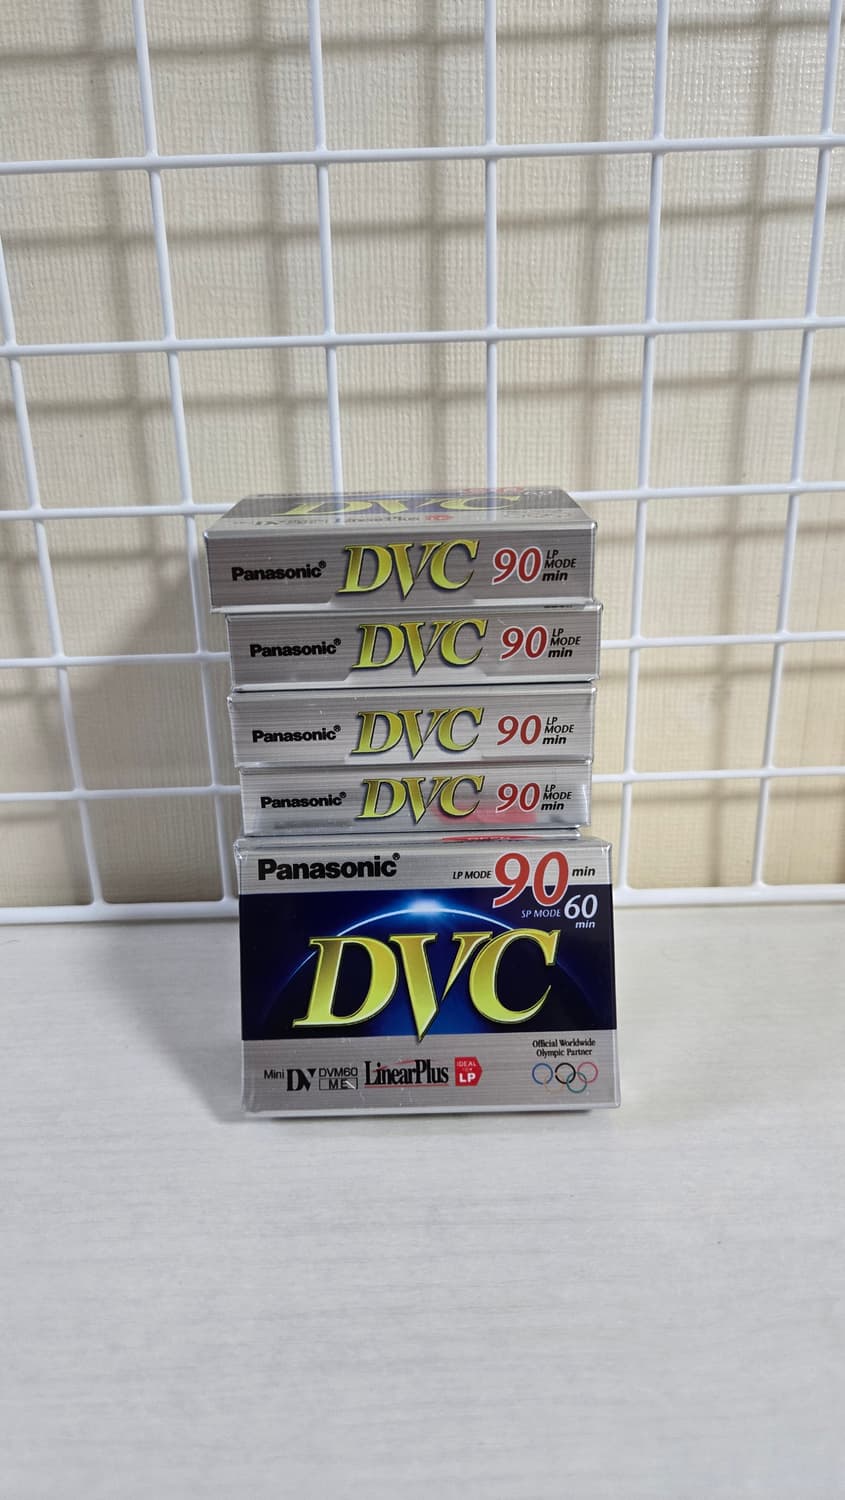 DVC
LinearPlus
Panasonic® DVC 90 LP MODE min
Panasonic® DVC 90 LP MODE min
Panasonic® DVC 90 LP MODE min
Panasonic® DVC 90 LP MODE min
Panasonic®
LP MODE 90 min
SP MODE 60 min
DVC
Official Worldwide
Olympic Partner
Mini DV DVM60 ME LinearPlus IDEAL FOR LP